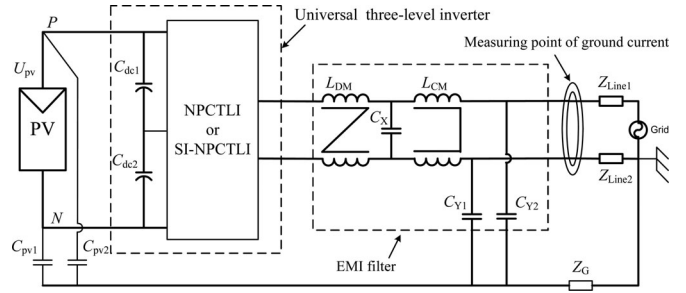 Universal three-level inverter
P
Measuring point of ground current
Upv
Cdc1
LDM
LCM
ZLine1
PV
NPCTLI
or
SI-NPCTLI
CX
Grid
Cdc2
ZLine2
N
CY1
CY2
Cpv1
Cpv2
EMI filter
ZG